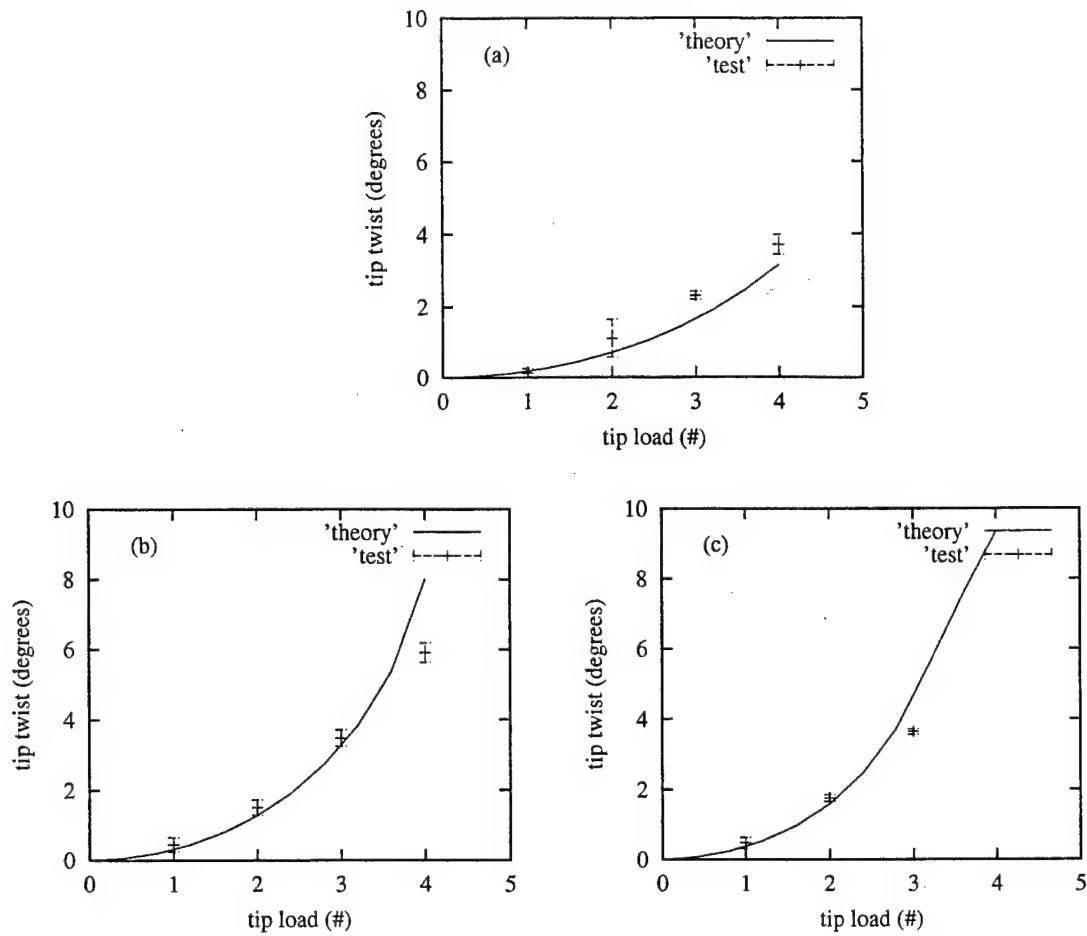 10
(a)
'theory'
'test'
8
6
4
2
0
tip twist (degrees)
0 1 2 3 4 5
tip load (#)
10
(b)
'theory'
'test'
8
6
4
2
0
tip twist (degrees)
0 1 2 3 4 5
tip load (#)
10
(c)
'theory'
'test'
8
6
4
2
0
tip twist (degrees)
0 1 2 3 4 5
tip load (#)